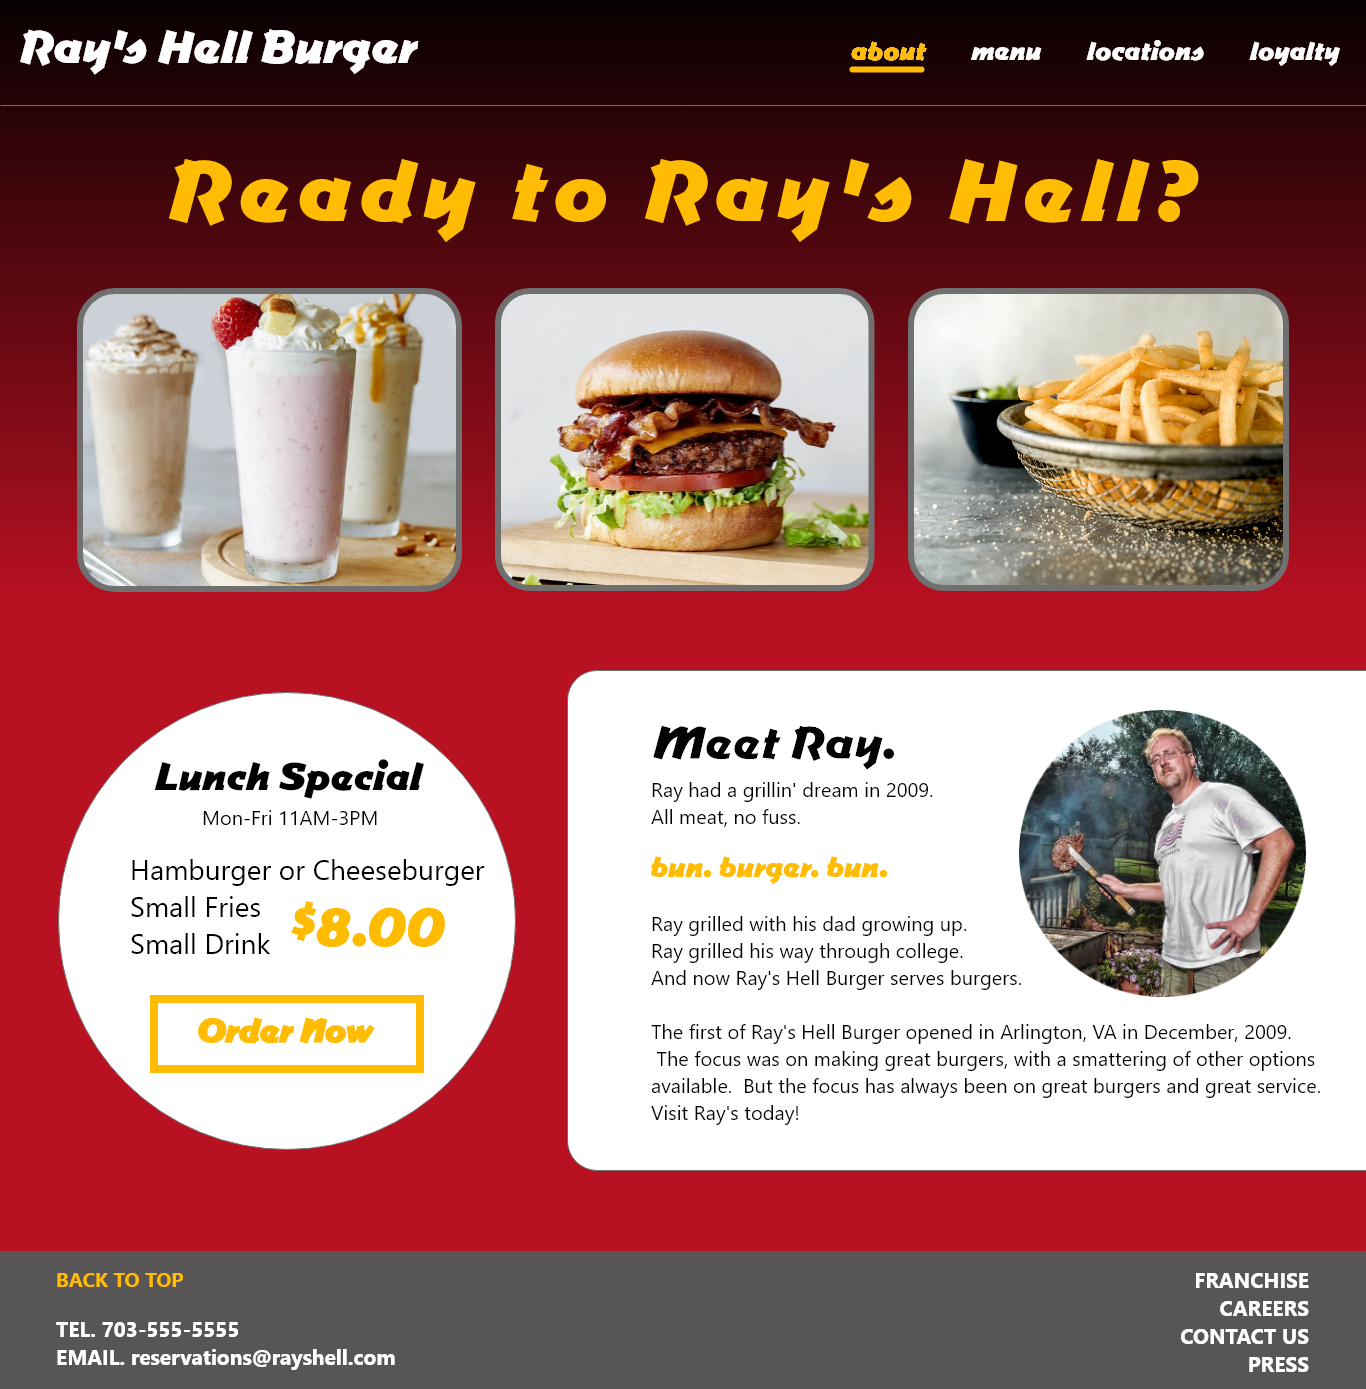 Ray's Hell Burger
about menu locations loyalty
Ready to Ray's Hell?
Lunch Special
Mon-Fri 11AM-3PM
Hamburger or Cheeseburger
Small Fries
Small Drink
$8.00
Order Now
Meet Ray.
Ray had a grillin' dream in 2009.
All meat, no fuss.
bun. burger. bun.
Ray grilled with his dad growing up.
Ray grilled his way through college.
And now Ray's Hell Burger serves burgers.
The first of Ray's Hell Burger opened in Arlington, VA in December, 2009.
The focus was on making great burgers, with a smattering of other options
available.  But the focus has always been on great burgers and great service.
Visit Ray's today!
BACK TO TOP
TEL. 703-555-5555
EMAIL. reservations@rayshell.com
FRANCHISE
CAREERS
CONTACT US
PRESS